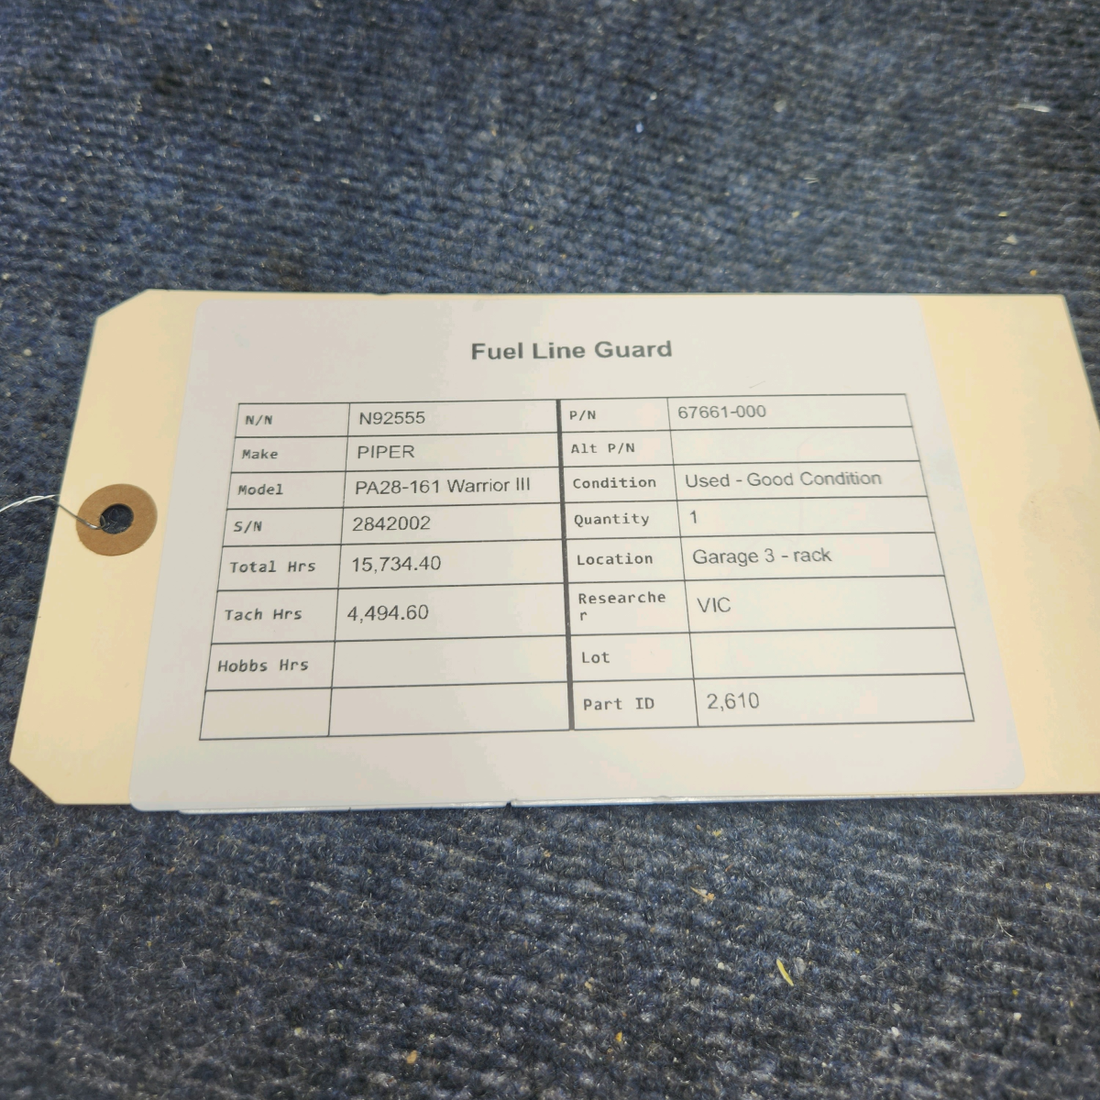 Fuel Line Guard
N/N N92555 P/N 67661-000
Make PIPER Alt P/N
Model PA28-161 Warrior III Condition Used - Good Condition
S/N 2842002 Quantity 1
Total Hrs 15,734.40 Location Garage 3 - rack
Tach Hrs 4,494.60 Researche
r VIC
Hobbs Hrs Lot
Part ID 2,610